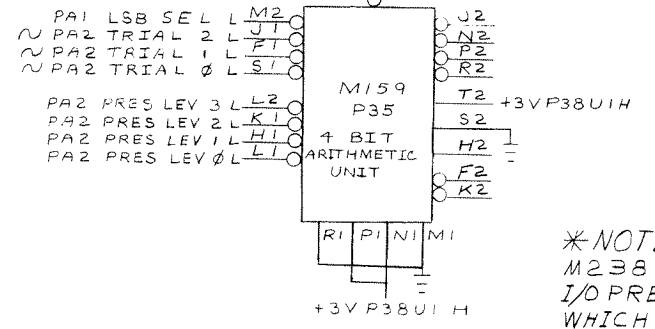 PA1 LSB SEL L M2
~ PA2 TRIAL 2 L J1
~ PA2 TRIAL 1 L F1
~ PA2 TRIAL Ø L S1
PA2 PRES LEV 3 L L2
PA2 PRES LEV 2 L K1
PA2 PRES LEV 1 L H1
PA2 PRES LEV Ø L L1
M159
P35
4 BIT
ARITHMETIC
UNIT
J2
N2
P2
R2
T2 +3V P38U1H
S2
H2
F2
K2
R1 P1 N1 M1
+3V P38U1 H
*NOT
M238
I/O PRE
WHICH